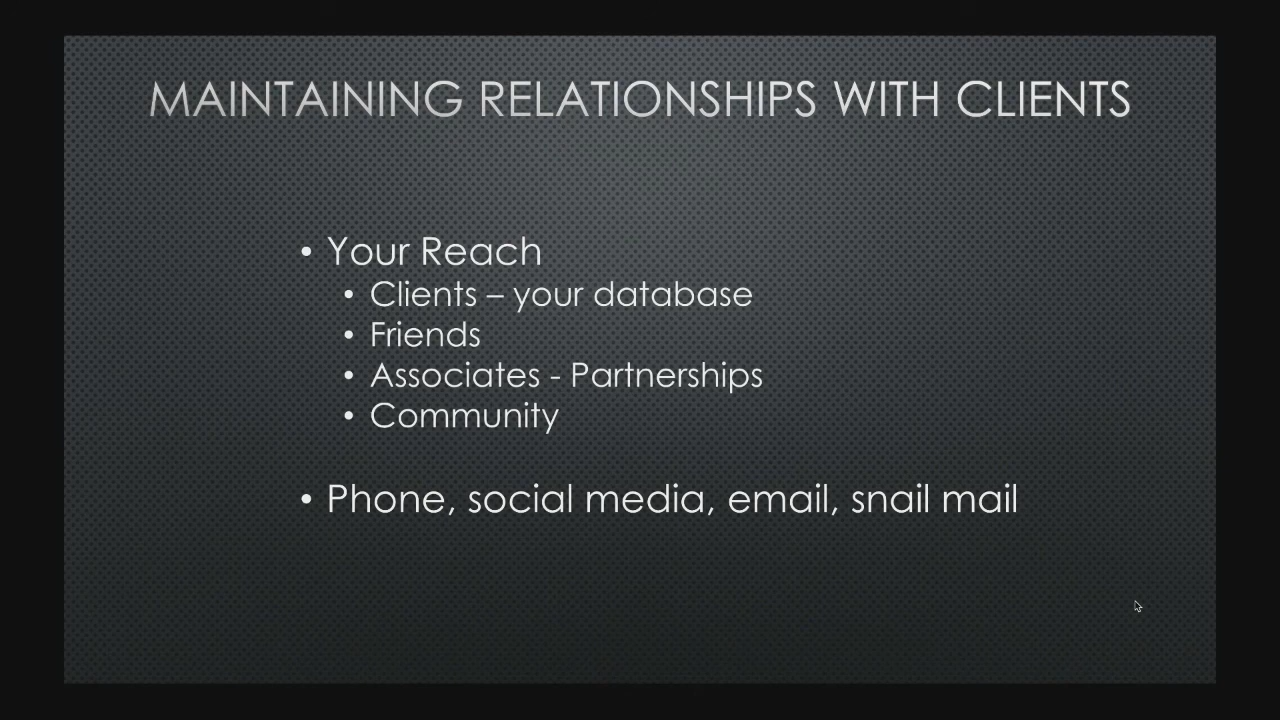 MAINTAINING RELATIONSHIPS WITH CLIENTS
• Your Reach
• Clients – your database
• Friends
• Associates - Partnerships
• Community
• Phone, social media, email, snail mail